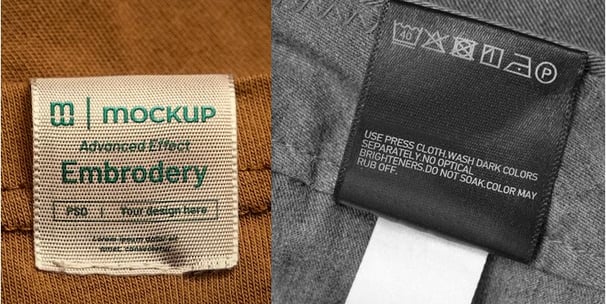 MOCKUP
Advanced Effect
Embrodery
PSD | Your design here
USE PRESS CLOTH.WASH DARK COLORS
SEPARATELY.NO OPTICAL
BRIGHTENERS.DO NOT SOAK.COLOR MAY
RUB OFF.